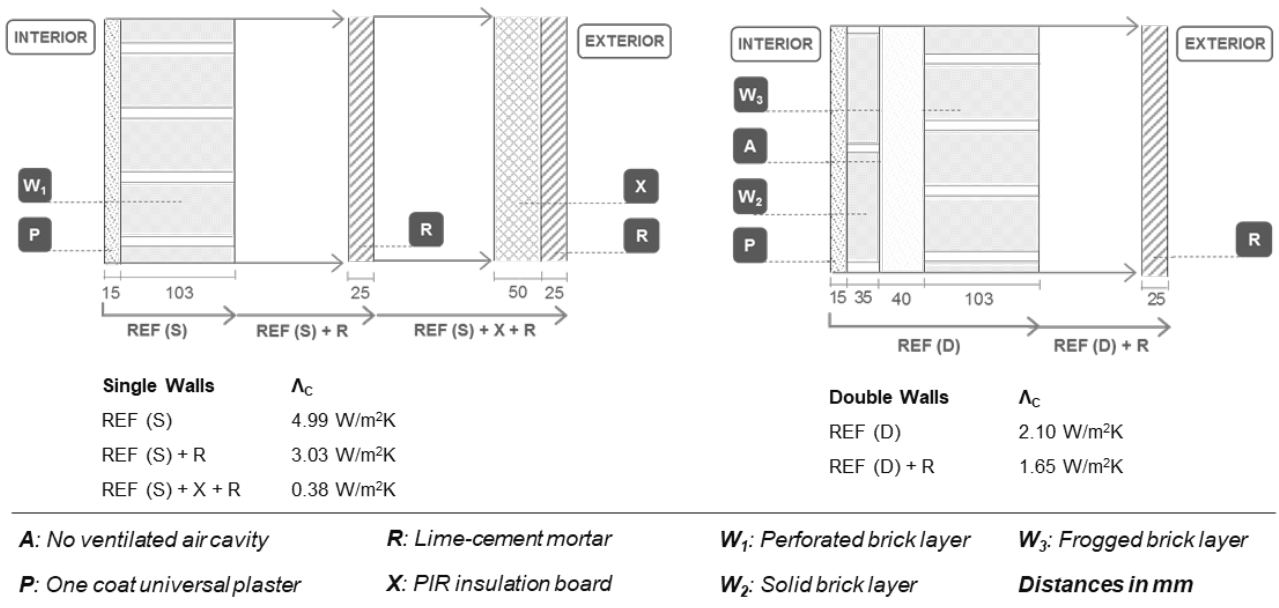 INTERIOR
EXTERIOR
W₁
P
R
X
R
15
103
25
50
25
REF (S)
REF (S) + R
REF (S) + X + R
INTERIOR
EXTERIOR
W₃
A
W₂
P
R
15
35
40
103
25
REF (D)
REF (D) + R
Single Walls Λc
REF (S) 4.99 W/m²K
REF (S) + R 3.03 W/m²K
REF (S) + X + R 0.38 W/m²K
Double Walls Λc
REF (D) 2.10 W/m²K
REF (D) + R 1.65 W/m²K
A: No ventilated air cavity R: Lime-cement mortar W₁: Perforated brick layer W₃: Frogged brick layer
P: One coat universal plaster X: PIR insulation board W₂: Solid brick layer Distances in mm